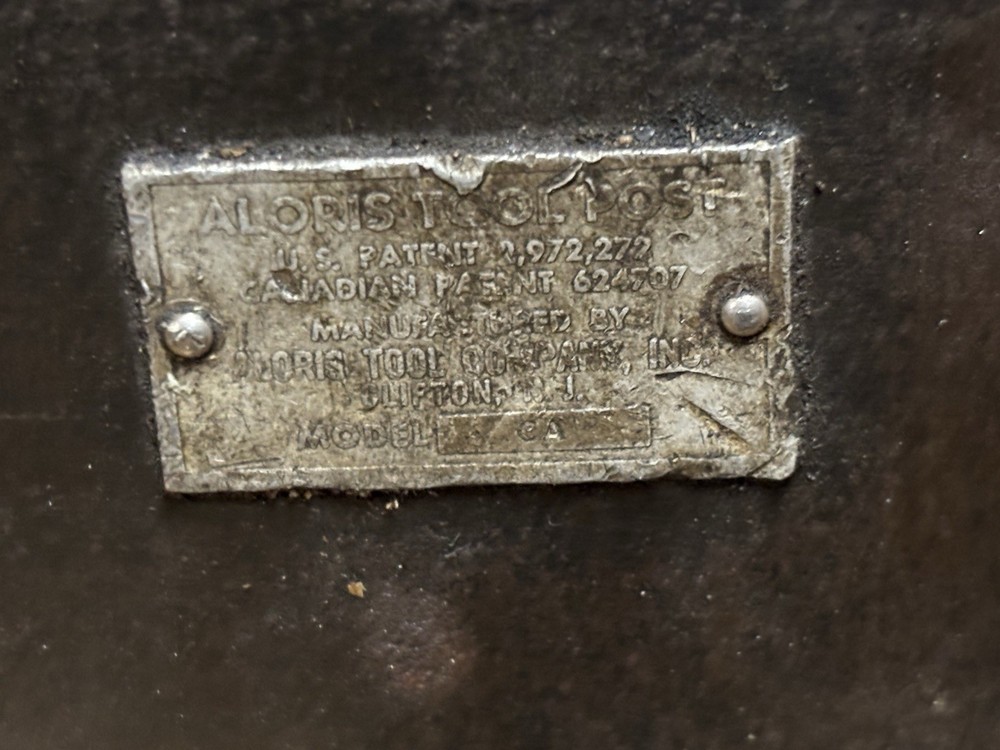 ALORIS TOOL POST
U.S. PATENT 2,972,272
CANADIAN PATENT 624707
MANUFACTURED BY
ALORIS TOOL COMPANY, INC.
CLIFTON, N.J.
MODEL CA